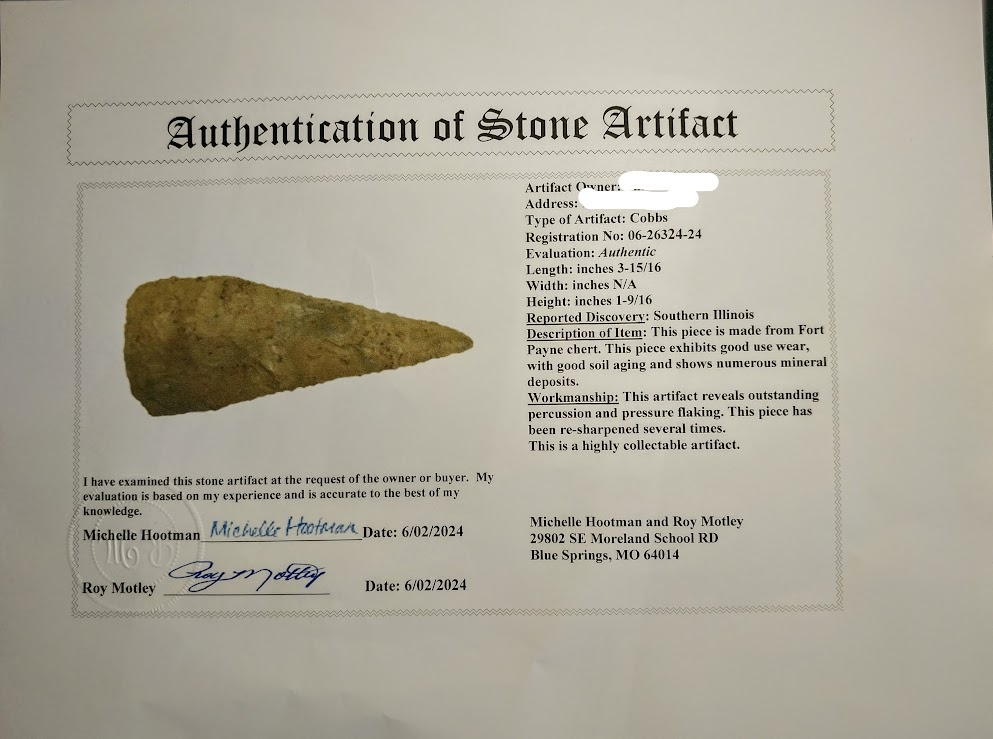 Authentication of Stone Artifact
Artifact Owner:
Address:
Type of Artifact: Cobbs
Registration No: 06-26324-24
Evaluation: Authentic
Length: inches 3-15/16
Width: inches N/A
Height: inches 1-9/16
Reported Discovery: Southern Illinois
Description of Item: This piece is made from Fort
Payne chert. This piece exhibits good use wear,
with good soil aging and shows numerous mineral
deposits.
Workmanship: This artifact reveals outstanding
percussion and pressure flaking. This piece has
been re-sharpened several times.
This is a highly collectable artifact.
I have examined this stone artifact at the request of the owner or buyer. My
evaluation is based on my experience and is accurate to the best of my
knowledge.
Michelle Hootman Michelle Hootman Date: 6/02/2024
Roy Motley Roy Motley Date: 6/02/2024
Michelle Hootman and Roy Motley
29802 SE Moreland School RD
Blue Springs, MO 64014